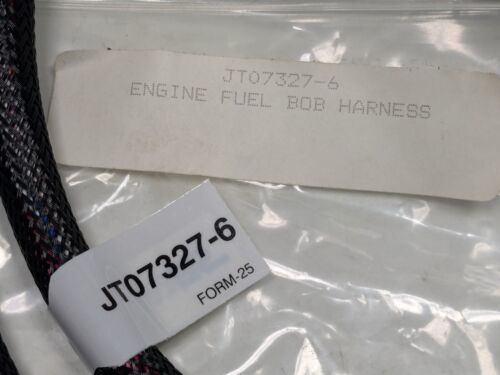 JT07327-6
ENGINE FUEL BOB HARNESS
JT07327-6
FORM-25